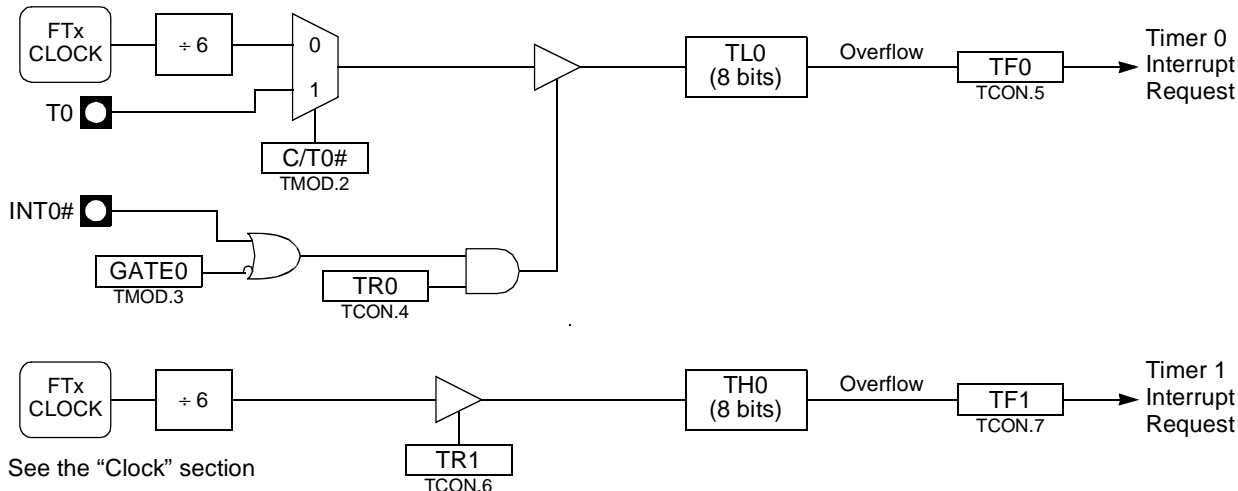 FTx
CLOCK
÷ 6
0
1
T0
C/T0#
TMOD.2
TL0
(8 bits)
Overflow
TF0
TCON.5
Timer 0
Interrupt
Request
INT0#
GATE0
TMOD.3
TR0
TCON.4
FTx
CLOCK
÷ 6
TR1
TCON.6
TH0
(8 bits)
Overflow
TF1
TCON.7
Timer 1
Interrupt
Request
See the “Clock” section